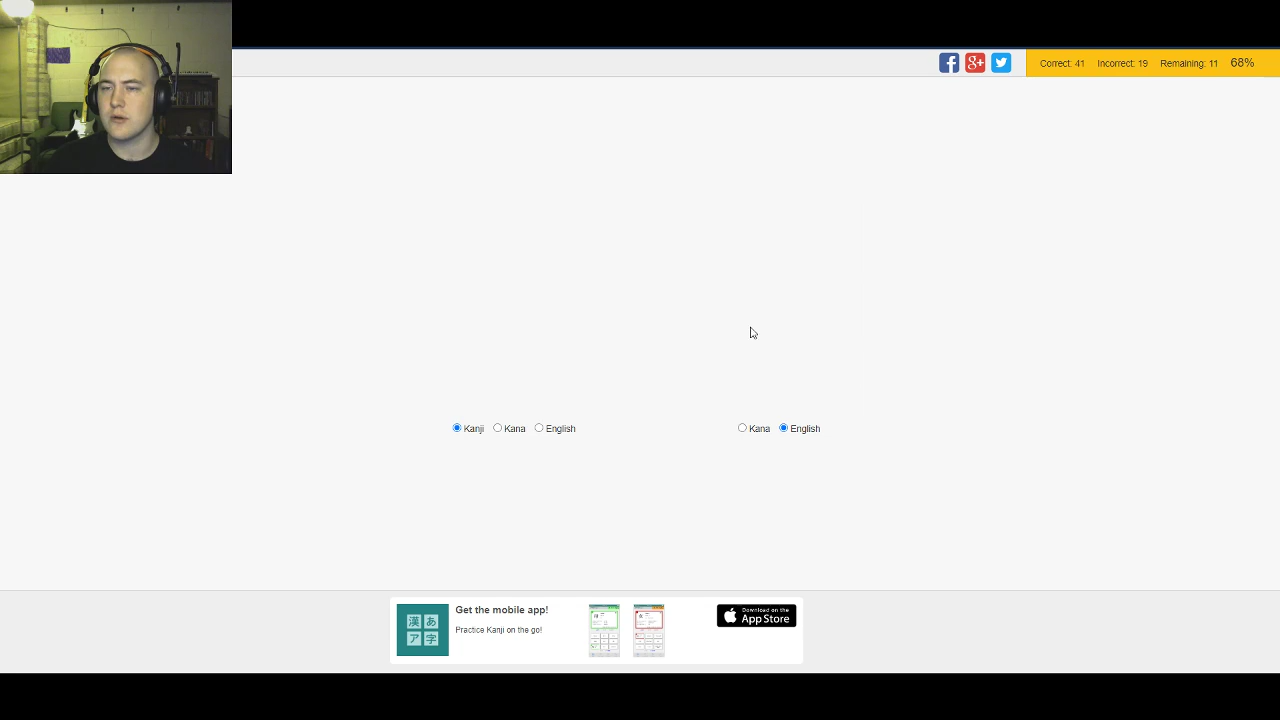 Correct: 41 Incorrect: 19 Remaining: 11 68%
Kanji Kana English Kana English
漢 あ
ア 字
Get the mobile app!
Practice Kanji on the go!
Download on the
App Store